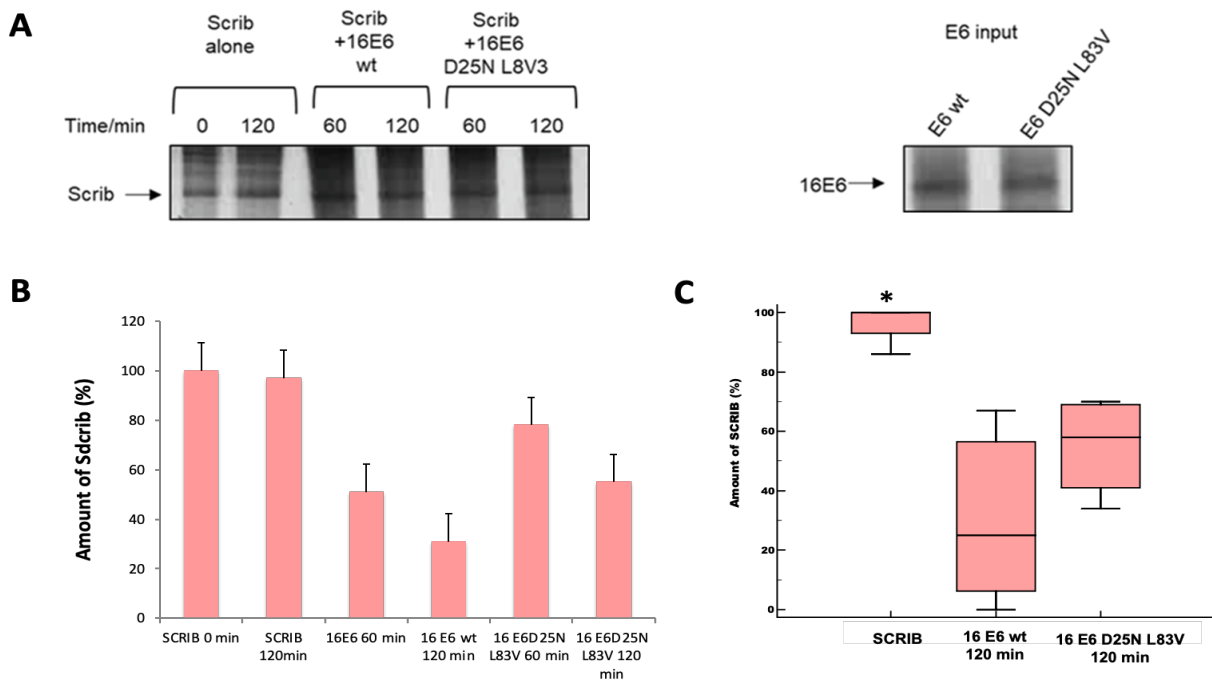 A
Scrib
alone
Scrib
+16E6
wt
Scrib
+16E6
D25N L8V3
Time/min
0
120
60
120
60
120
Scrib
E6 input
E6 wt
E6 D25N L83V
16E6
B
Amount of Sdcrib (%)
120
100
80
60
40
20
0
SCRIB 0 min
SCRIB
120min
16E6 60 min
16 E6 wt
120 min
16 E6D25N
L83V 60 min
16 E6D25N
L83V 120
min
C
*
Amount of SCRIB (%)
100
80
60
40
20
0
SCRIB
16 E6 wt
120 min
16 E6 D25N L83V
120 min